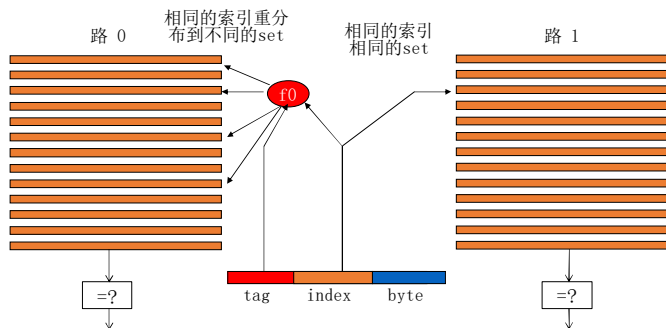 相同的索引重分
布到不同的set
相同的索引
相同的set
路 0
路 1
f0
tag
index
byte
=?
=?